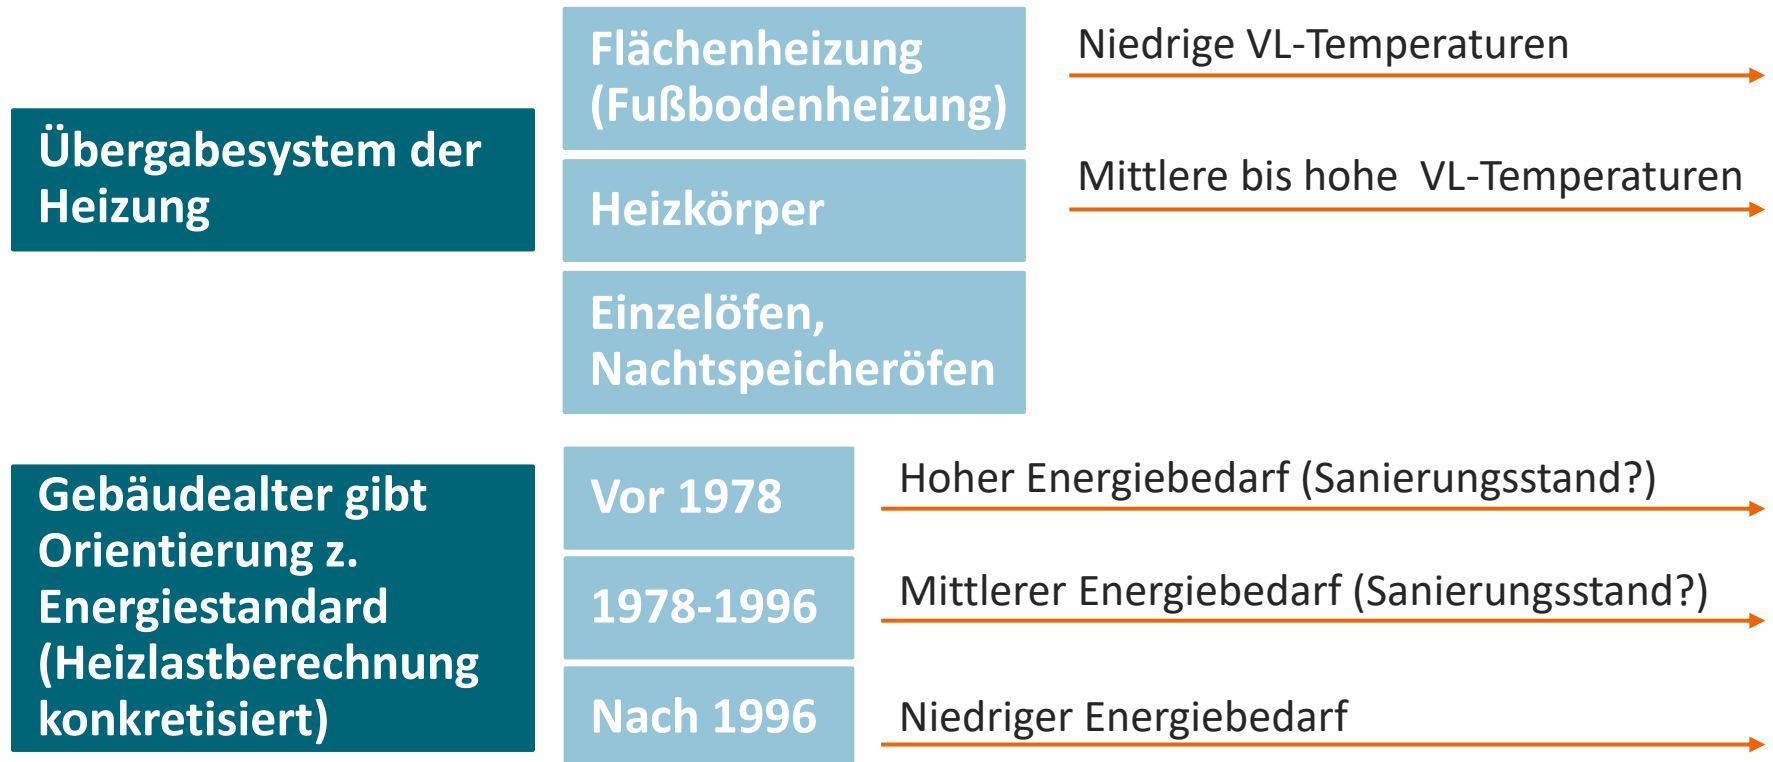 Übergabesystem der
Heizung
Flächenheizung
(Fußbodenheizung)
Niedrige VL-Temperaturen
Heizkörper
Mittlere bis hohe  VL-Temperaturen
Einzelöfen,
Nachtspeicheröfen
Gebäudealter gibt
Orientierung z.
Energiestandard
(Heizlastberechnung
konkretisiert)
Vor 1978
Hoher Energiebedarf (Sanierungsstand?)
1978-1996
Mittlerer Energiebedarf (Sanierungsstand?)
Nach 1996
Niedriger Energiebedarf